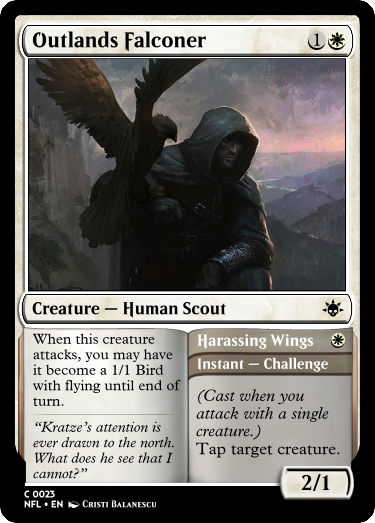 Outlands Falconer 1
Creature — Human Scout
When this creature
attacks, you may have
it become a 1/1 Bird
with flying until end of
turn.
“Kratze's attention is
ever drawn to the north.
What does he see that I
cannot?”
Harassing Wings
Instant — Challenge
(Cast when you
attack with a single
creature.)
Tap target creature.
2/1
C 0023
NFL • EN Cristi Balanescu